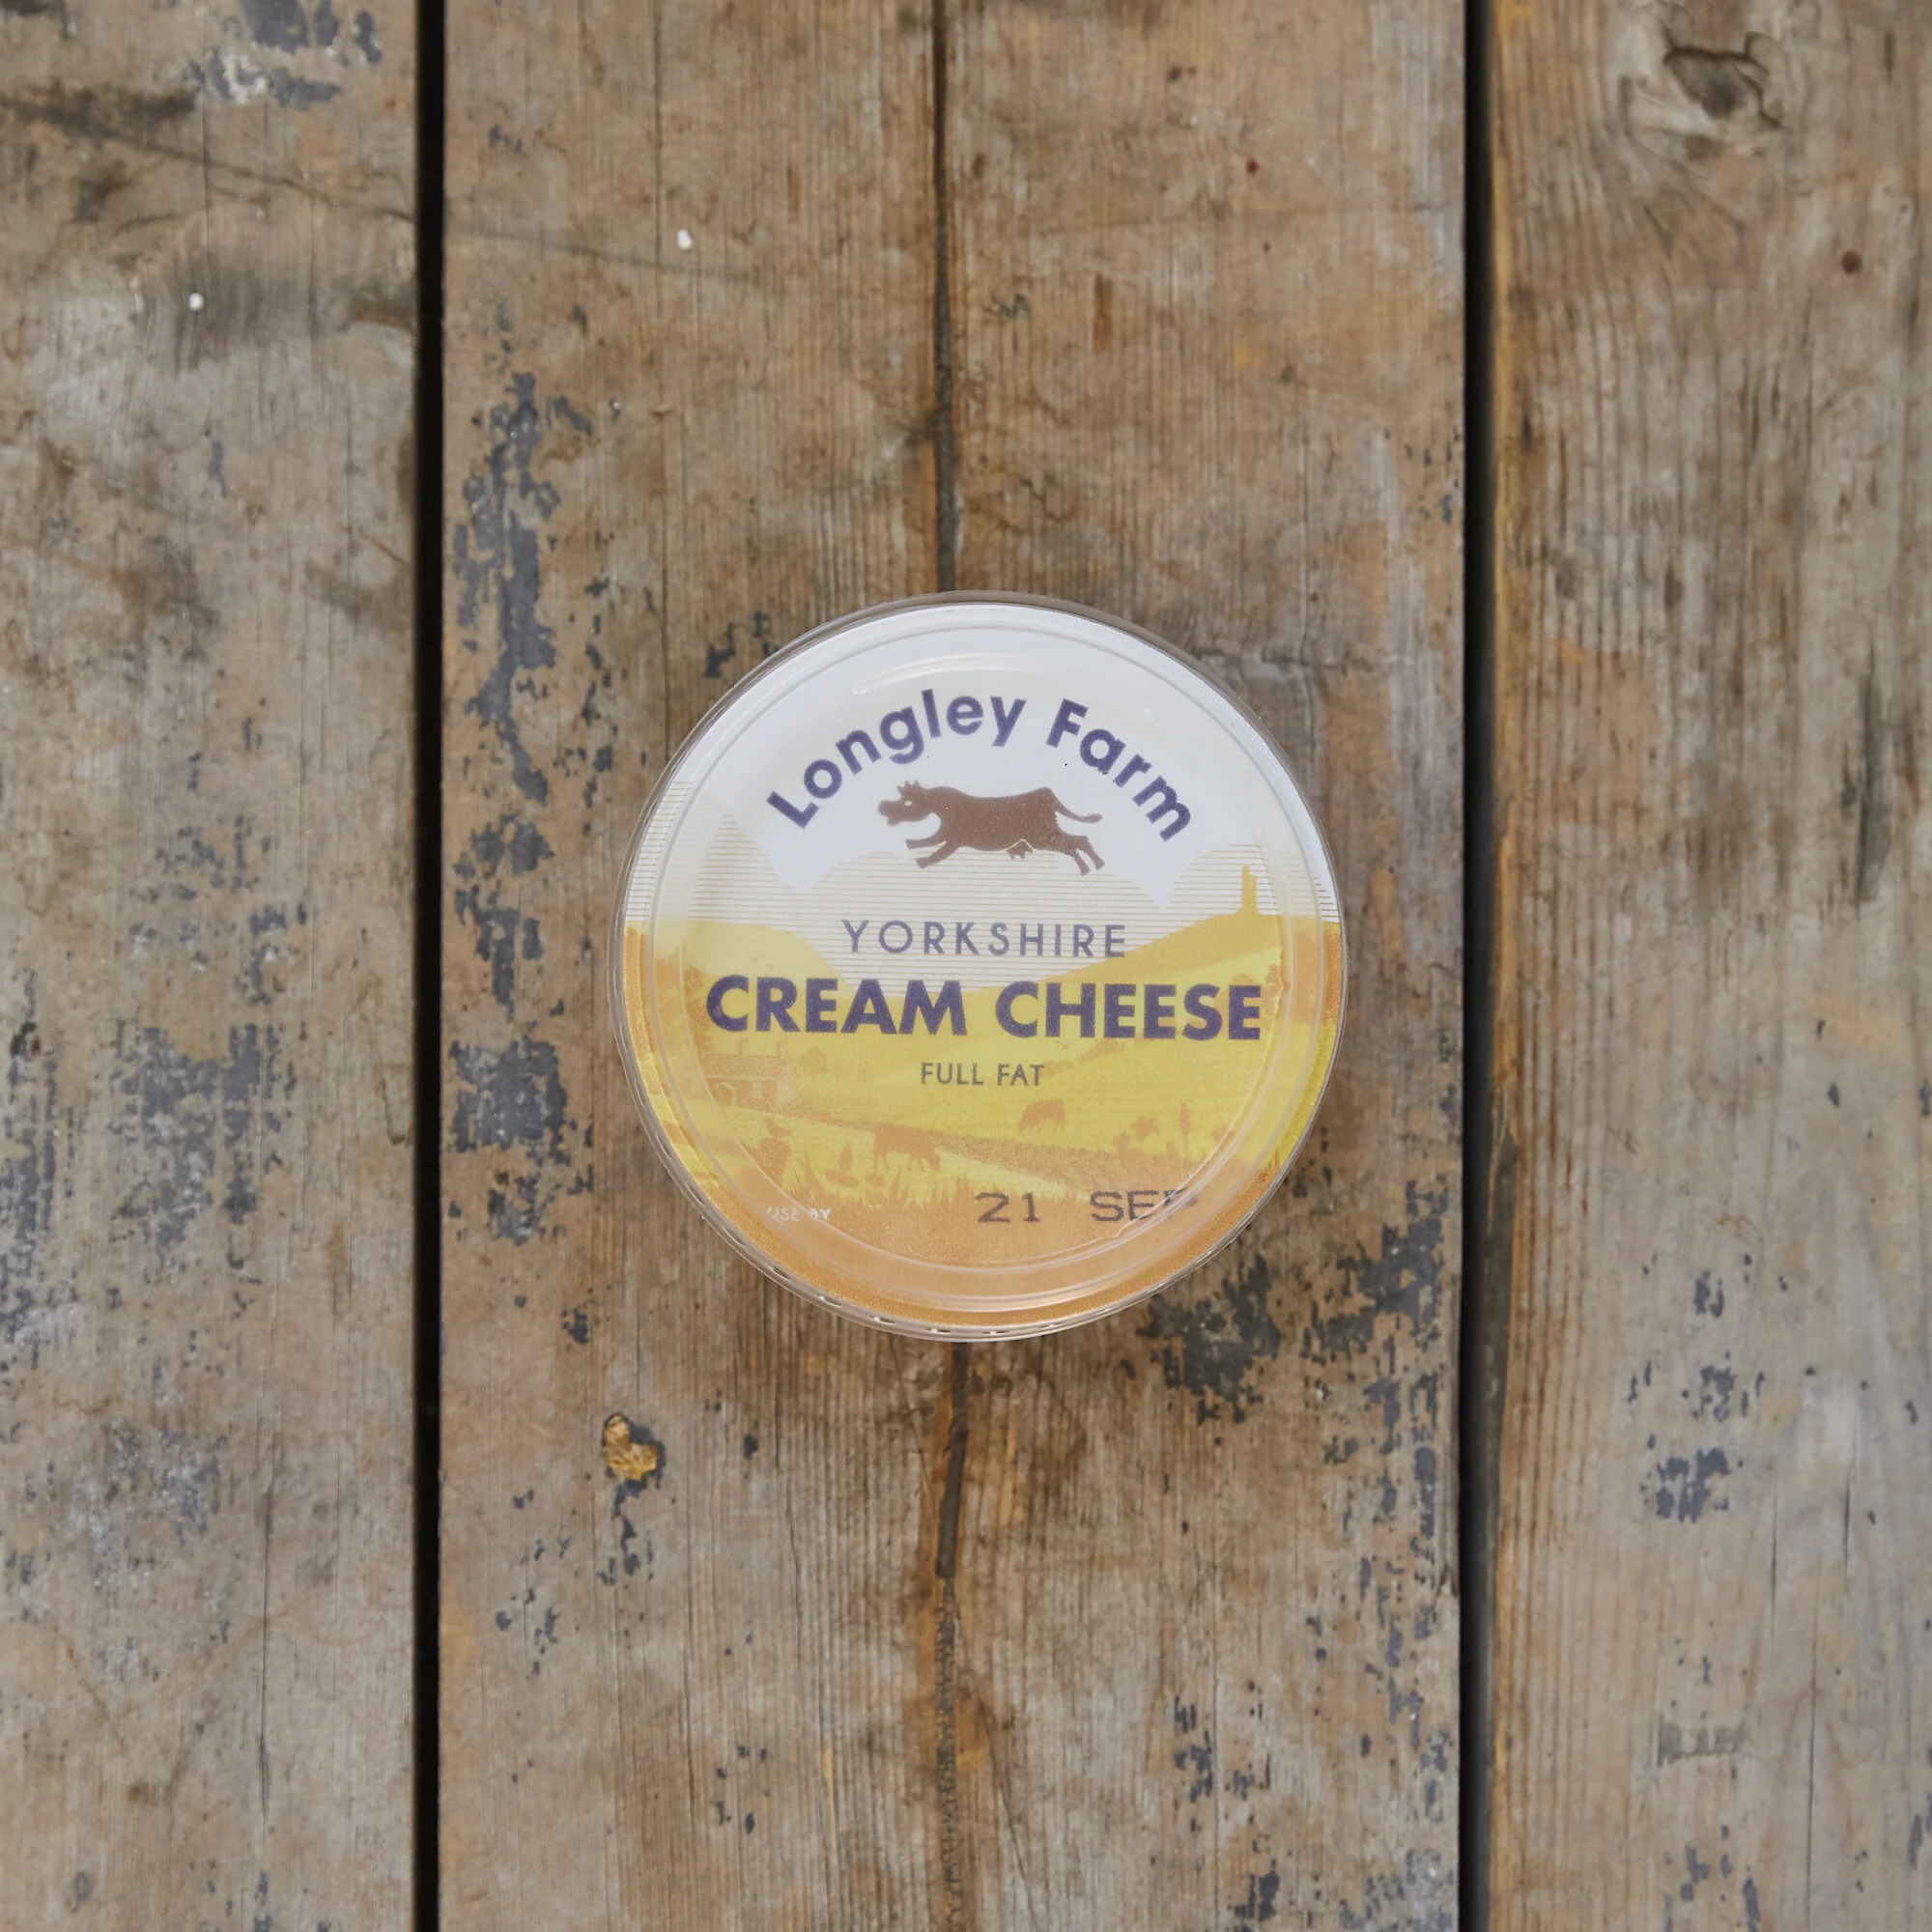 Longley Farm
YORKSHIRE
CREAM CHEESE
FULL FAT
USE BY 21 SEP